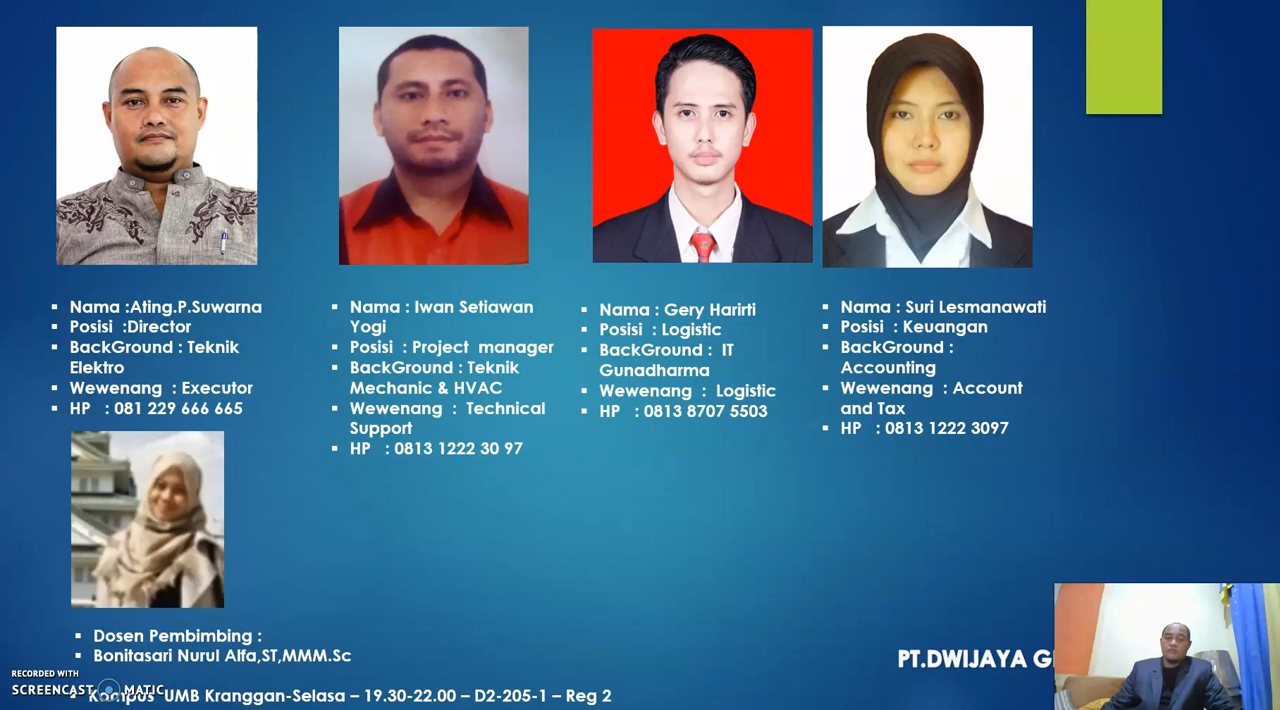 Nama :Ating.P.Suwarna
Posisi :Director
BackGround : Teknik
Elektro
Wewenang : Executor
HP : 081 229 666 665
Nama : Iwan Setiawan
Yogi
Posisi : Project manager
BackGround : Teknik
Mechanic & HVAC
Wewenang : Technical
Support
HP : 0813 1222 30 97
Nama : Gery Harirti
Posisi : Logistic
BackGround : IT
Gunadharma
Wewenang : Logistic
HP : 0813 8707 5503
Nama : Suri Lesmanawati
Posisi : Keuangan
BackGround :
Accounting
Wewenang : Account
and Tax
HP : 0813 1222 3097
Dosen Pembimbing :
Bonitasari Nurul Alfa,ST,MMM.Sc
PT.DWIJAYA
RECORDED WITH
SCREENCAST MATIC
Kampus UMB Kranggan-Selasa – 19.30-22.00 – D2-205-1 – Reg 2